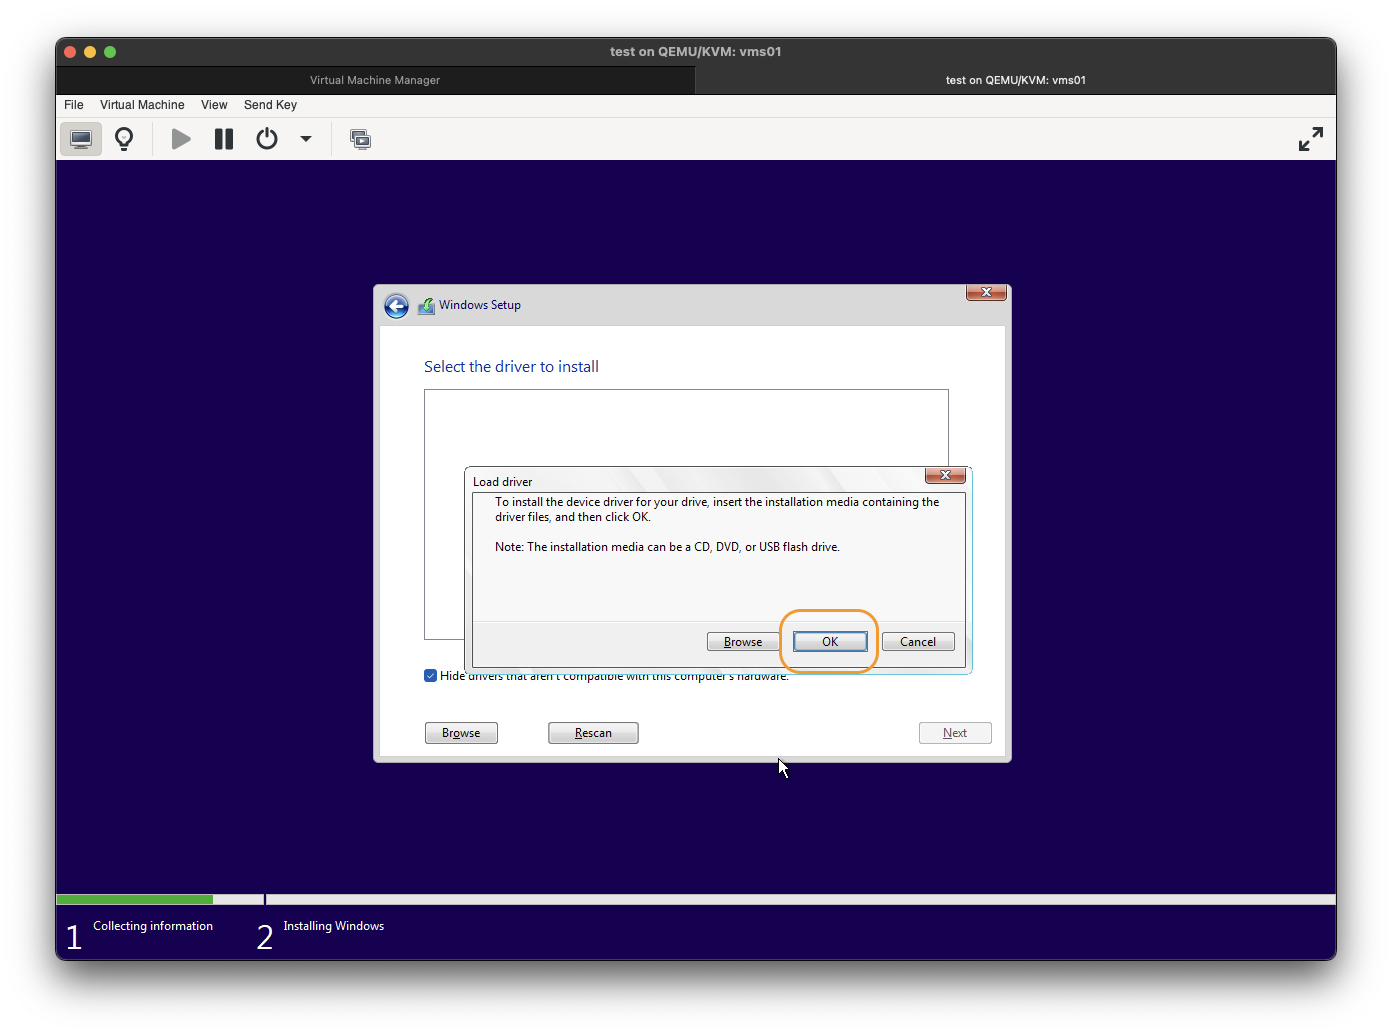 test on QEMU/KVM: vms01
Virtual Machine Manager
test on QEMU/KVM: vms01
File Virtual Machine View Send Key
Windows Setup
Select the driver to install
Load driver
To install the device driver for your drive, insert the installation media containing the
driver files, and then click OK.
Note: The installation media can be a CD, DVD, or USB flash drive.
Browse OK Cancel
Hide drivers that aren't compatible with this computer's hardware.
Browse Rescan Next
1 Collecting information 2 Installing Windows